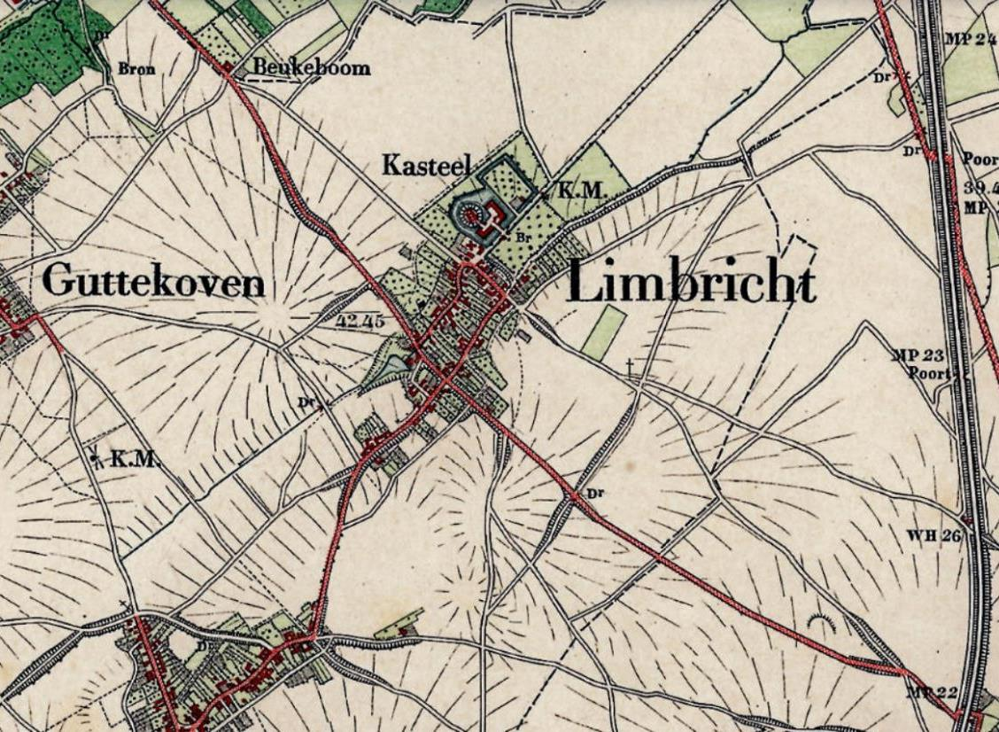 MP 24
Bron
Beukeboom
Dr
Dr
Kasteel
Poor
K.M.
39.4
MP
Br
Guttekoven
Limbricht
42.45
MP 23
Poort
Dr
K.M.
Dr
WH 26
D
MP 22